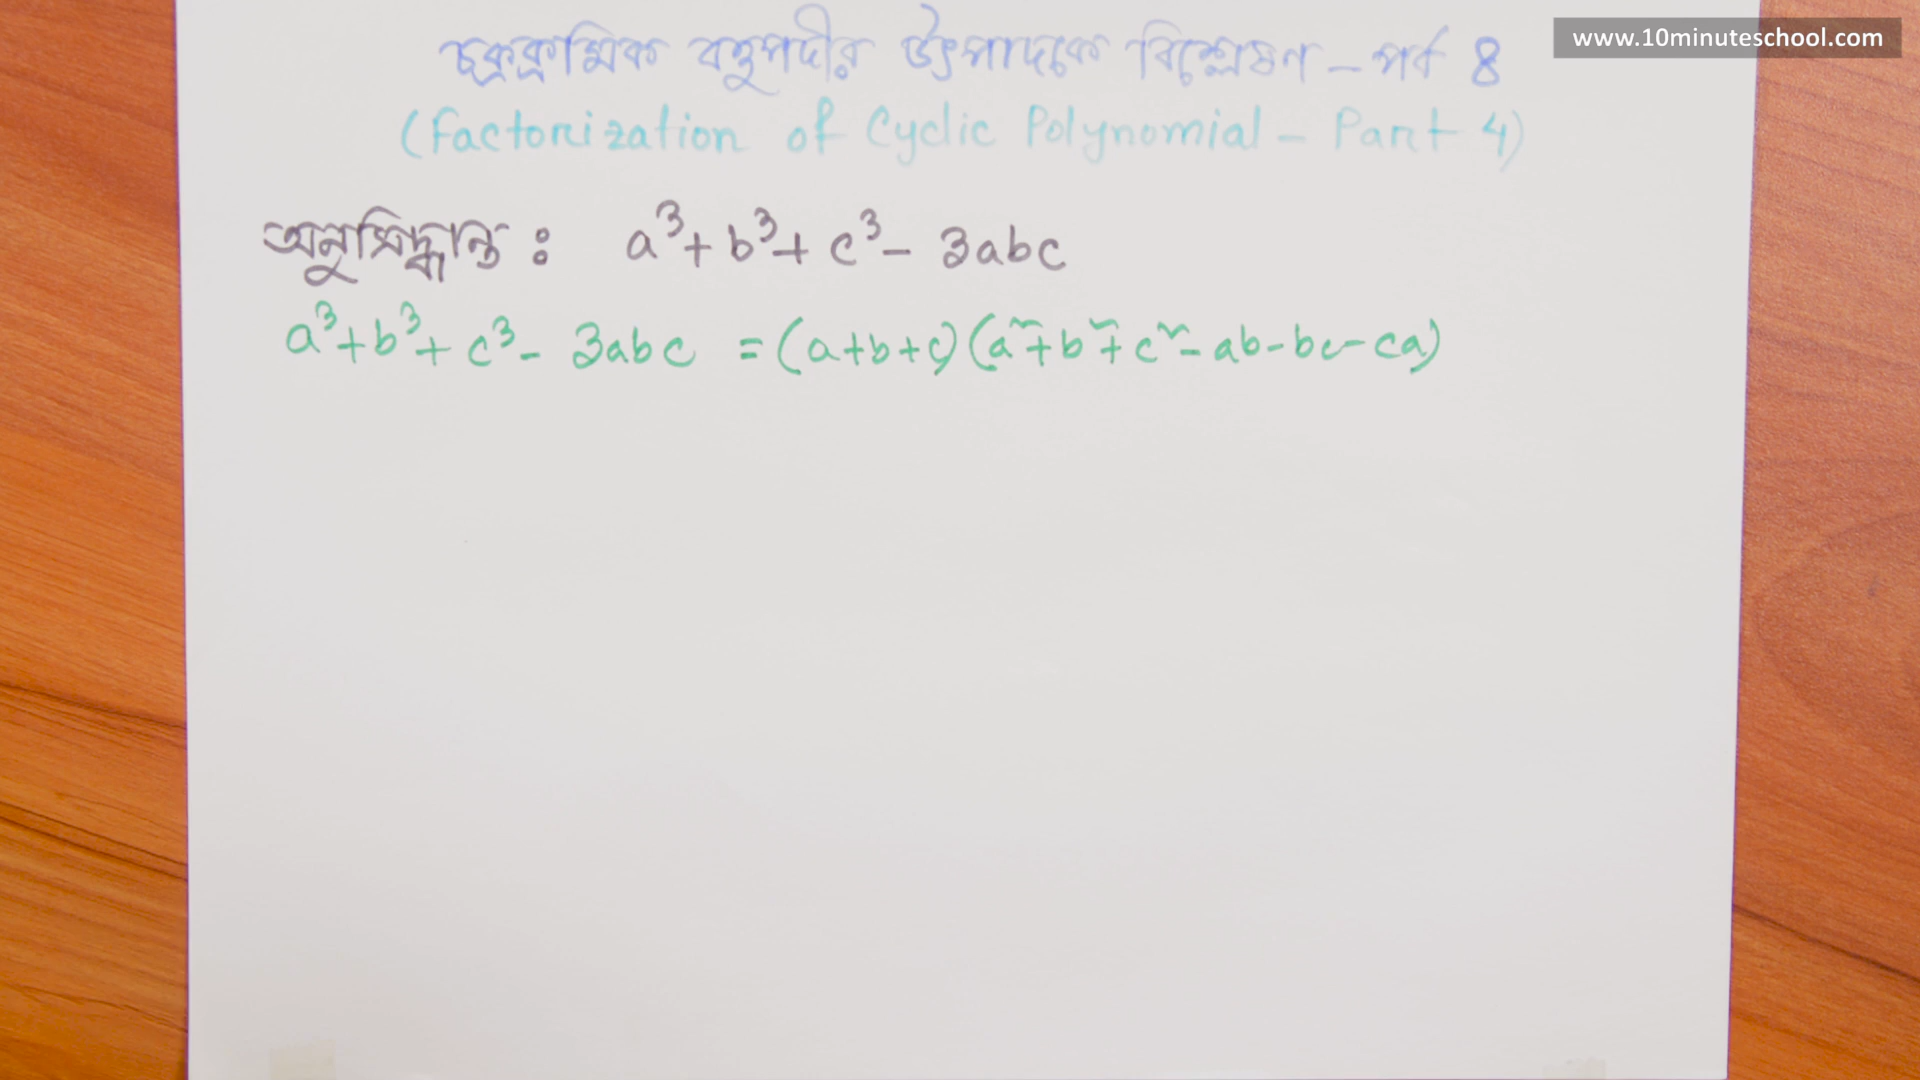 www.10minuteschool.com
চক্রক্রমিক বহুপদীর উৎপাদকে বিশ্লেষণ – পর্ব ৪
(Factorization of Cyclic Polynomial – Part 4)
অনুসিদ্ধান্ত : a³ + b³ + c³ – 3abc
a³ + b³ + c³ – 3abc = (a+b+c)(a² + b² + c² – ab – bc – ca)